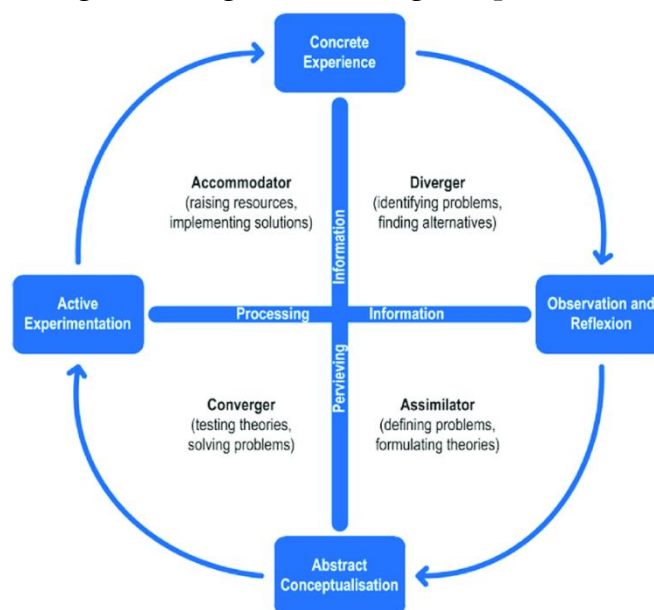 Concrete
Experience
Accommodator
(raising resources,
implementing solutions)
Diverger
(identifying problems,
finding alternatives)
Information
Active
Experimentation
Processing
Information
Observation and
Reflexion
Pervieving
Converger
(testing theories,
solving problems)
Assimilator
(defining problems,
formulating theories)
Abstract
Conceptualisation